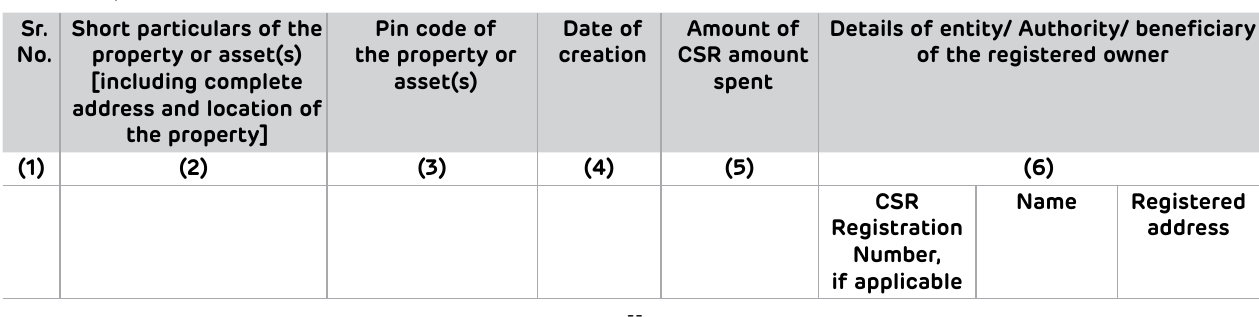 Sr. No.
Short particulars of the property or asset(s) [including complete address and location of the property]
Pin code of the property or asset(s)
Date of creation
Amount of CSR amount spent
Details of entity/ Authority/ beneficiary of the registered owner
(1) (2) (3) (4) (5) (6)
CSR Registration Number, if applicable
Name
Registered address
--